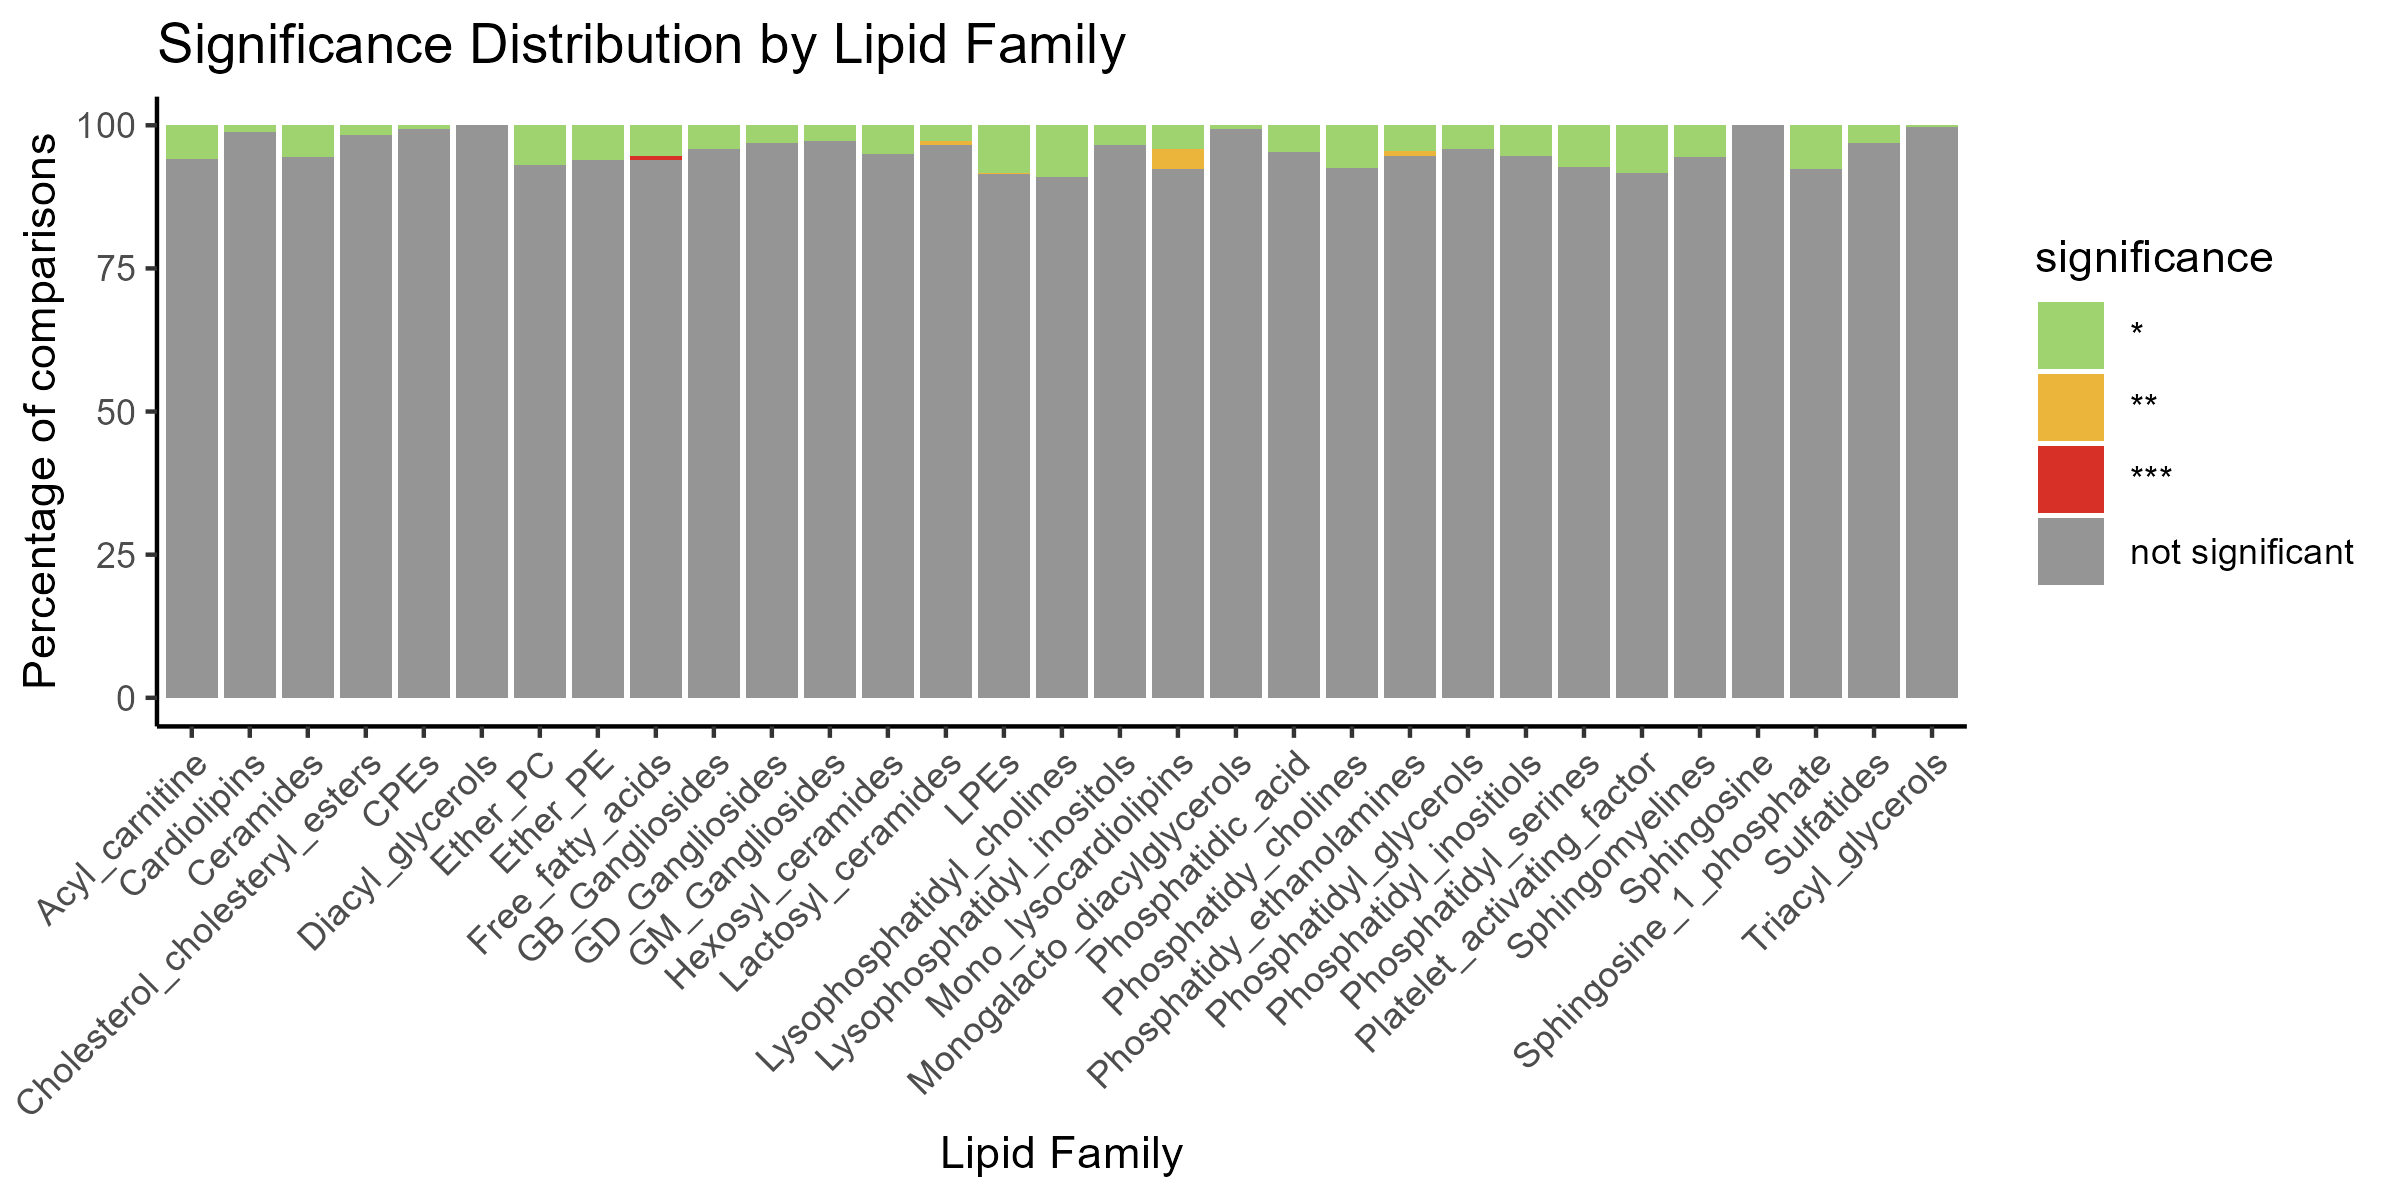 Significance Distribution by Lipid Family
Percentage of comparisons
100
75
50
25
0
Acyl_carnitine
Cardiolipins
Ceramides
Cholesterol_cholesteryl_esters
CPEs
Diacyl_glycerols
Ether_PC
Ether_PE
Free_fatty_acids
GB_Gangliosides
GD_Gangliosides
GM_Gangliosides
Hexosyl_ceramides
Lactosyl_ceramides
LPEs
Lysophosphatidyl_cholines
Lysophosphatidyl_inositols
Mono_lysocardiolipins
Monogalacto_diacylglycerols
Phosphatidic_acid
Phosphatidy_cholines
Phosphatidy_ethanolamines
Phosphatidyl_glycerols
Phosphatidyl_inositiols
Phosphatidyl_serines
Platelet_activating_factor
Sphingomyelines
Sphingosine
Sphingosine_1_phosphate
Sulfatides
Triacyl_glycerols
Lipid Family
significance
*
**
***
not significant